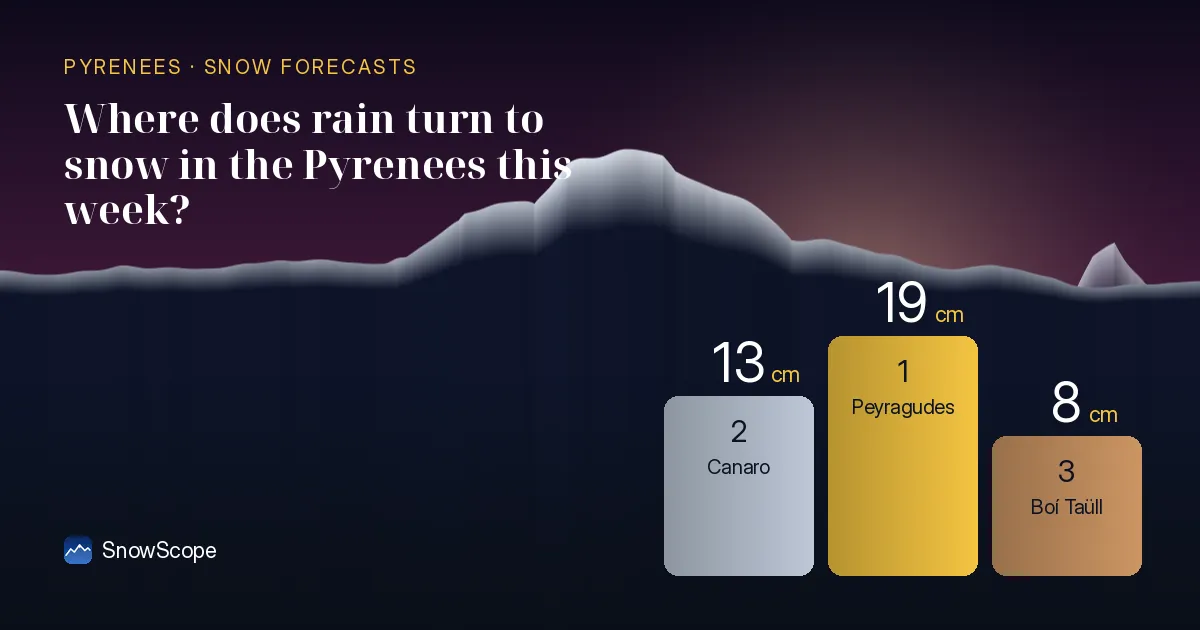 PYRENEES · SNOW FORECASTS
Where does rain turn to
snow in the Pyrenees this
week?
19 cm
1
Peyragudes
13 cm
2
Canaro
8 cm
3
Boí Taüll
SnowScope